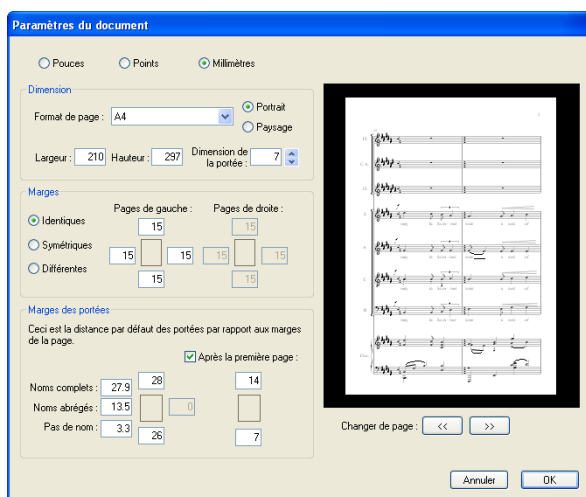 Paramètres du document
Pouces Points Millimètres
Dimension
Format de page : A4
Portrait
Paysage
Largeur : 210 Hauteur : 297 Dimension de la portée : 7
Marges
Identiques
Symétriques
Différentes
Pages de gauche : Pages de droite :
15 15
15 15 15 15
15 15
Marges des portées
Ceci est la distance par défaut des portées par rapport aux marges
de la page.
Après la première page :
Noms complets : 27.9 28 14
Noms abrégés : 13.5 0
Pas de nom : 3.3 26 7
Changer de page : << >>
Annuler OK